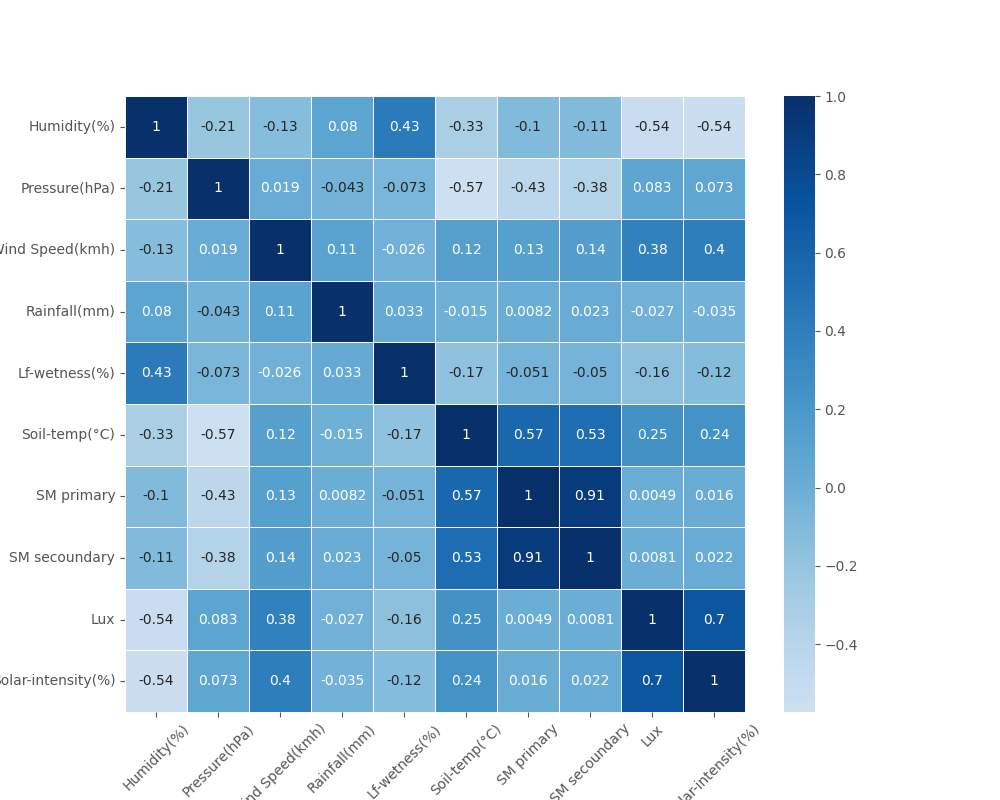 1.0
Humidity(%) 1 -0.21 -0.13 0.08 0.43 -0.33 -0.1 -0.11 -0.54 -0.54
0.8
Pressure(hPa) -0.21 1 0.019 -0.043 -0.073 -0.57 -0.43 -0.38 0.083 0.073
Wind Speed(kmh) -0.13 0.019 1 0.11 -0.026 0.12 0.13 0.14 0.38 0.4
0.6
Rainfall(mm) 0.08 -0.043 0.11 1 0.033 -0.015 0.0082 0.023 -0.027 -0.035
0.4
Lf-wetness(%) 0.43 -0.073 -0.026 0.033 1 -0.17 -0.051 -0.05 -0.16 -0.12
0.2
Soil-temp(°C) -0.33 -0.57 0.12 -0.015 -0.17 1 0.57 0.53 0.25 0.24
0.0
SM primary -0.1 -0.43 0.13 0.0082 -0.051 0.57 1 0.91 0.0049 0.016
SM secoundary -0.11 -0.38 0.14 0.023 -0.05 0.53 0.91 1 0.0081 0.022
−0.2
Lux -0.54 0.083 0.38 -0.027 -0.16 0.25 0.0049 0.0081 1 0.7
−0.4
olar-intensity(%) -0.54 0.073 0.4 -0.035 -0.12 0.24 0.016 0.022 0.7 1
Humidity(%)
Pressure(hPa)
nd Speed(kmh)
Rainfall(mm)
Lf-wetness(%)
Soil-temp(°C)
SM primary
SM secoundary
Lux
lar-intensity(%)